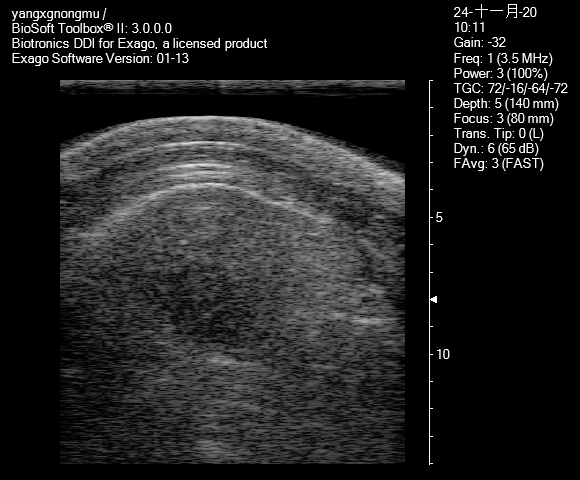 yangxgnongmu /
BioSoft Toolbox® II: 3.0.0.0
Biotronics DDI for Exago, a licensed product
Exago Software Version: 01-13
24-十一月-20
10:11
Gain: -32
Freq: 1 (3.5 MHz)
Power: 3 (100%)
TGC: 72/-16/-64/-72
Depth: 5 (140 mm)
Focus: 3 (80 mm)
Trans. Tip: 0 (L)
Dyn.: 6 (65 dB)
FAvg: 3 (FAST)
5
10